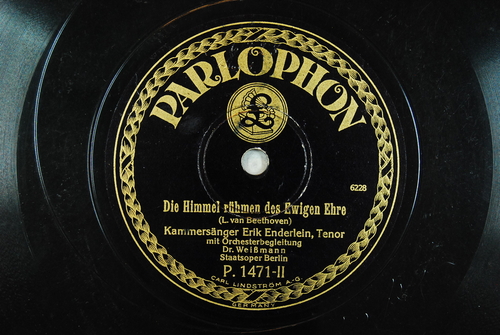 PARLOPHON
£
6228
Die Himmel rühmen des Ewigen Ehre
(L. van Beethoven)
Kammersänger Erik Enderlein, Tenor
mit Orchesterbegleitung
Dr. Weißmann
Staatsoper Berlin
P. 1471-II
CARL LINDSTRÖM A.-G.
GERMANY